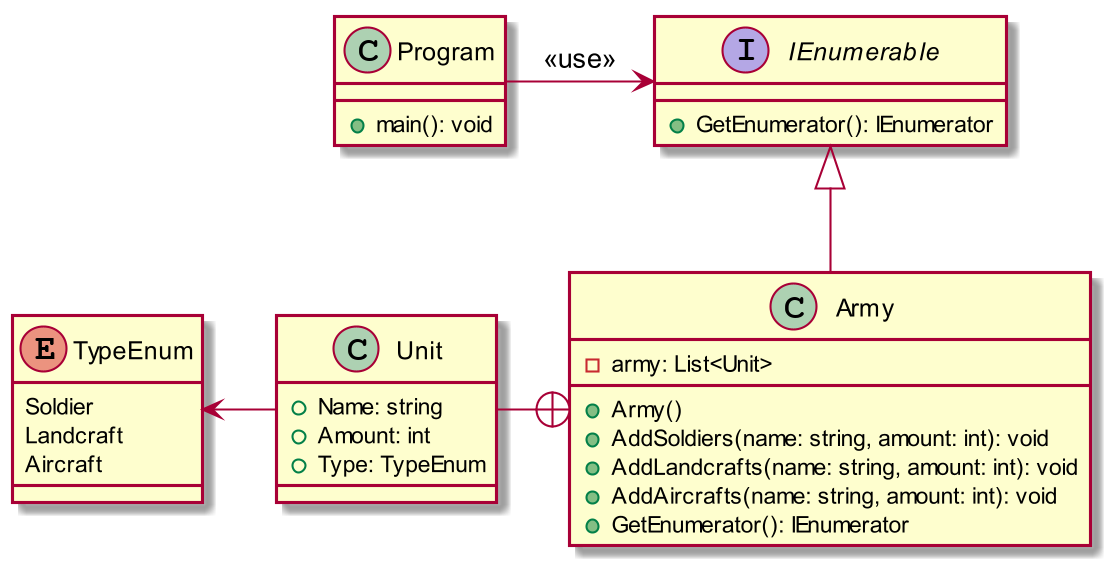 C Program
main(): void
«use»
I IEnumerable
GetEnumerator(): IEnumerator
E TypeEnum
Soldier
Landcraft
Aircraft
C Unit
Name: string
Amount: int
Type: TypeEnum
C Army
army: List<Unit>
Army()
AddSoldiers(name: string, amount: int): void
AddLandcrafts(name: string, amount: int): void
AddAircrafts(name: string, amount: int): void
GetEnumerator(): IEnumerator